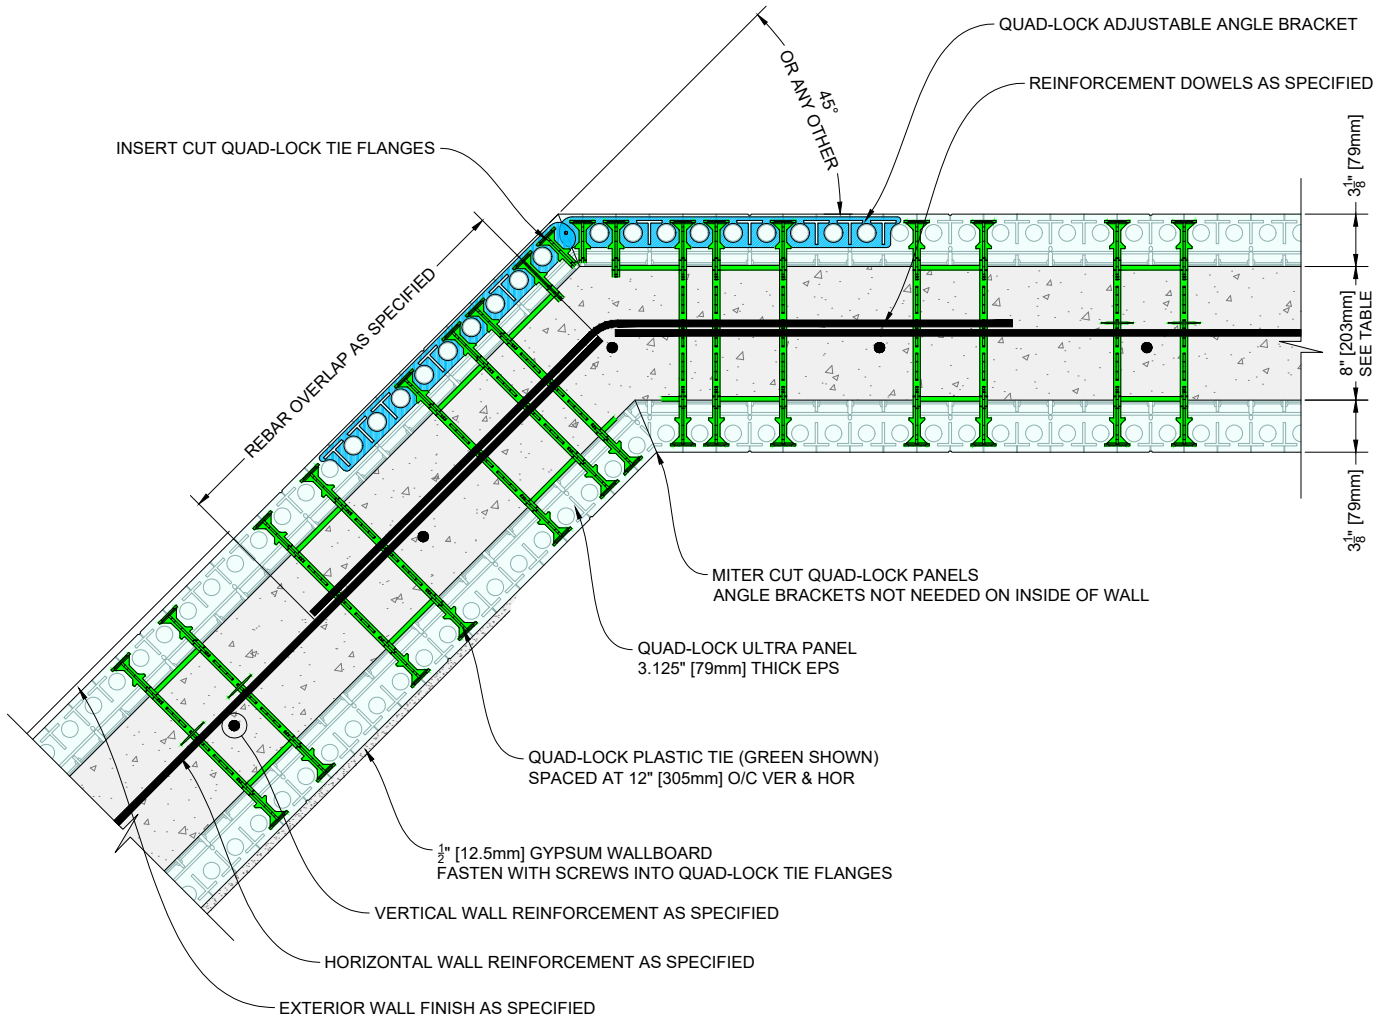 QUAD-LOCK ADJUSTABLE ANGLE BRACKET
REINFORCEMENT DOWELS AS SPECIFIED
45°
OR ANY OTHER
INSERT CUT QUAD-LOCK TIE FLANGES
REBAR OVERLAP AS SPECIFIED
3 1/8" [79mm]
8" [203mm]
SEE TABLE
3 1/8" [79mm]
MITER CUT QUAD-LOCK PANELS
ANGLE BRACKETS NOT NEEDED ON INSIDE OF WALL
QUAD-LOCK ULTRA PANEL
3.125" [79mm] THICK EPS
QUAD-LOCK PLASTIC TIE (GREEN SHOWN)
SPACED AT 12" [305mm] O/C VER & HOR
1/2" [12.5mm] GYPSUM WALLBOARD
FASTEN WITH SCREWS INTO QUAD-LOCK TIE FLANGES
VERTICAL WALL REINFORCEMENT AS SPECIFIED
HORIZONTAL WALL REINFORCEMENT AS SPECIFIED
EXTERIOR WALL FINISH AS SPECIFIED